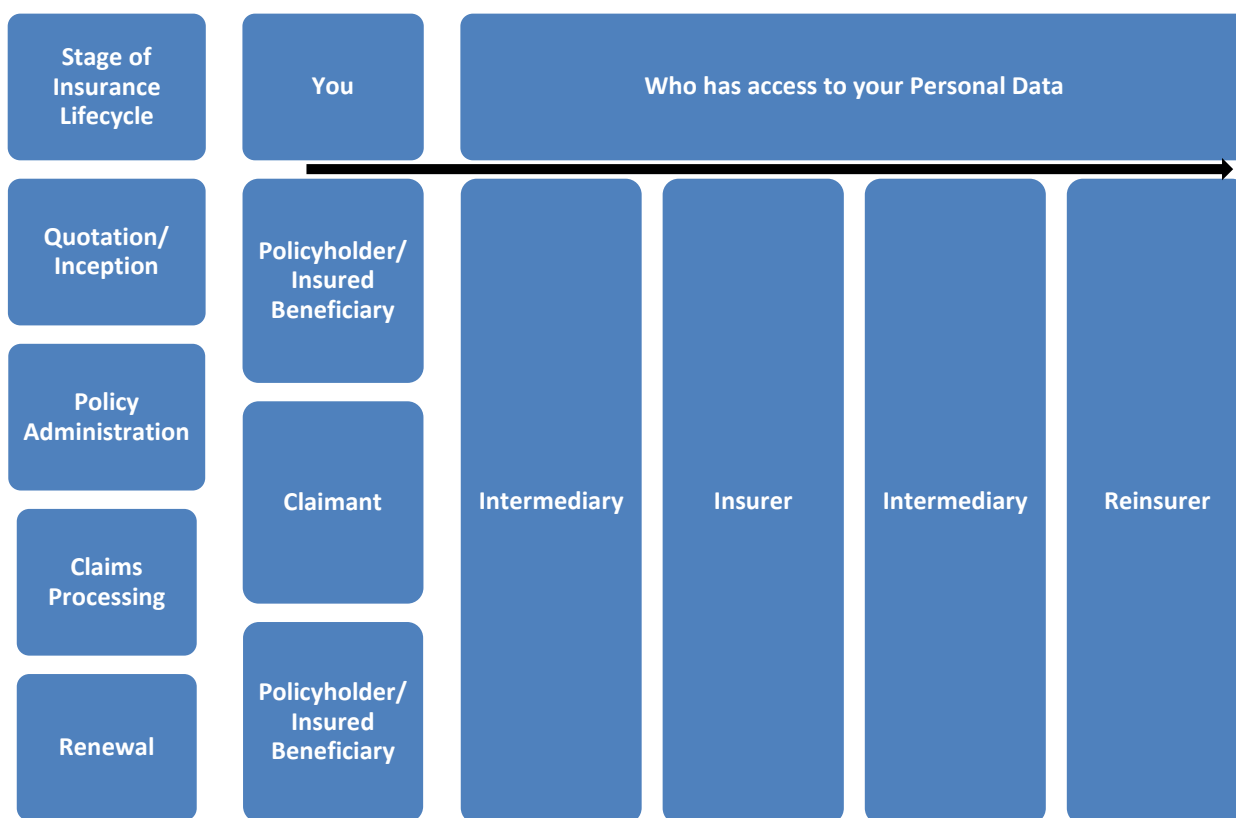 Stage of
Insurance
Lifecycle
You
Who has access to your Personal Data
Quotation/
Inception
Policy
Administration
Claims
Processing
Renewal
Policyholder/
Insured
Beneficiary
Claimant
Policyholder/
Insured
Beneficiary
Intermediary
Insurer
Intermediary
Reinsurer